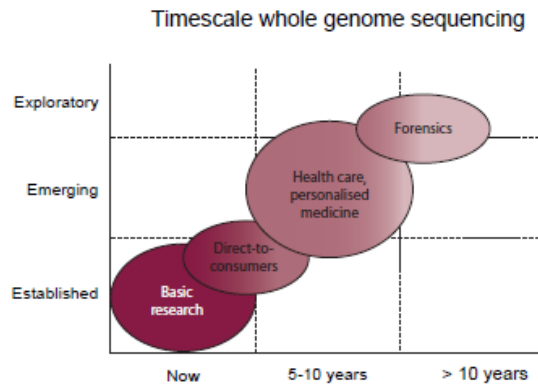 Timescale whole genome sequencing
Exploratory
Forensics
Emerging
Health care,
personalised
medicine
Direct-to-
consumers
Established
Basic
research
Now
5-10 years
> 10 years